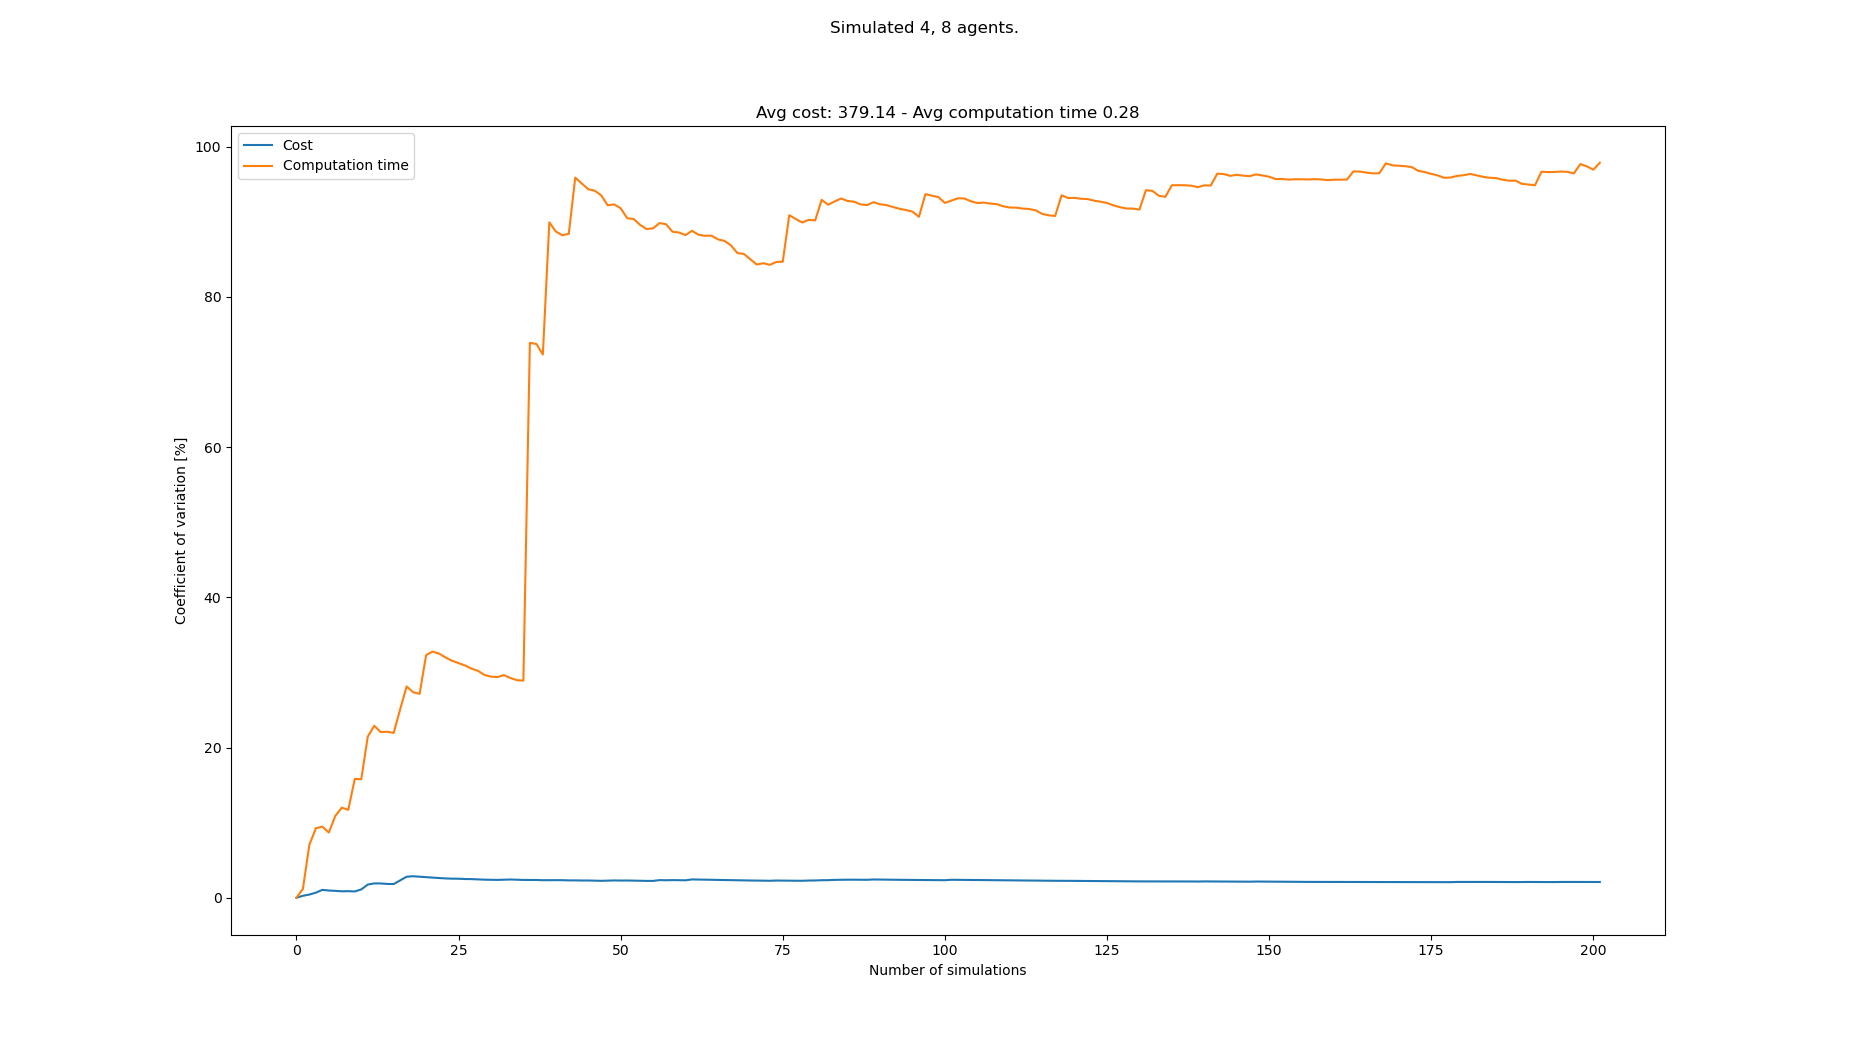 Simulated 4, 8 agents.
Avg cost: 379.14 - Avg computation time 0.28
Cost
Computation time
100
80
60
40
20
0
Coefficient of variation [%]
0 25 50 75 100 125 150 175 200
Number of simulations